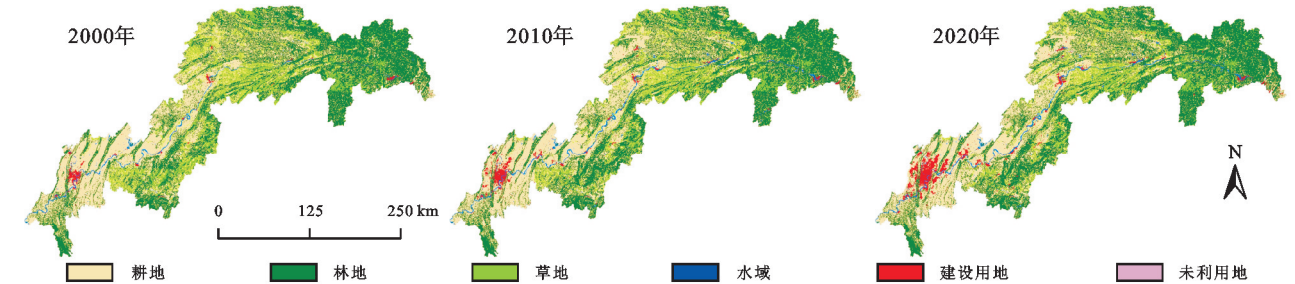 2000年
2010年
2020年
N
0 125 250 km
耕地 林地 草地 水域 建设用地 未利用地